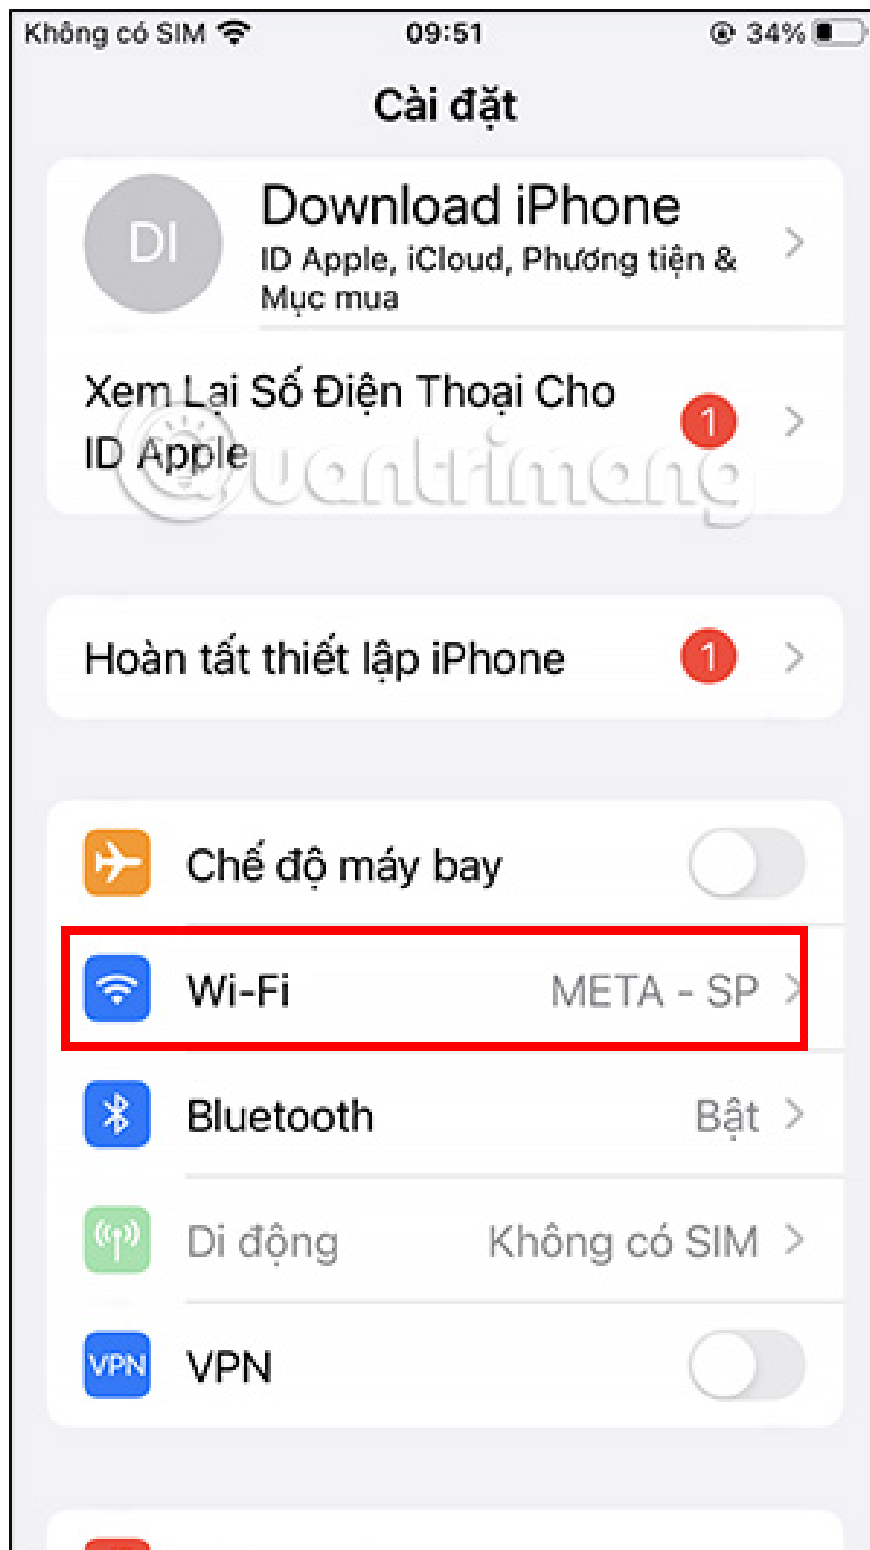 Không có SIM 09:51 34%
Cài đặt
DI
Download iPhone
ID Apple, iCloud, Phương tiện &
Mục mua
Xem Lại Số Điện Thoại Cho
ID Apple
1
Quantrimang
Hoàn tất thiết lập iPhone 1
Chế độ máy bay
Wi-Fi META - SP
Bluetooth Bật
Di động Không có SIM
VPN VPN